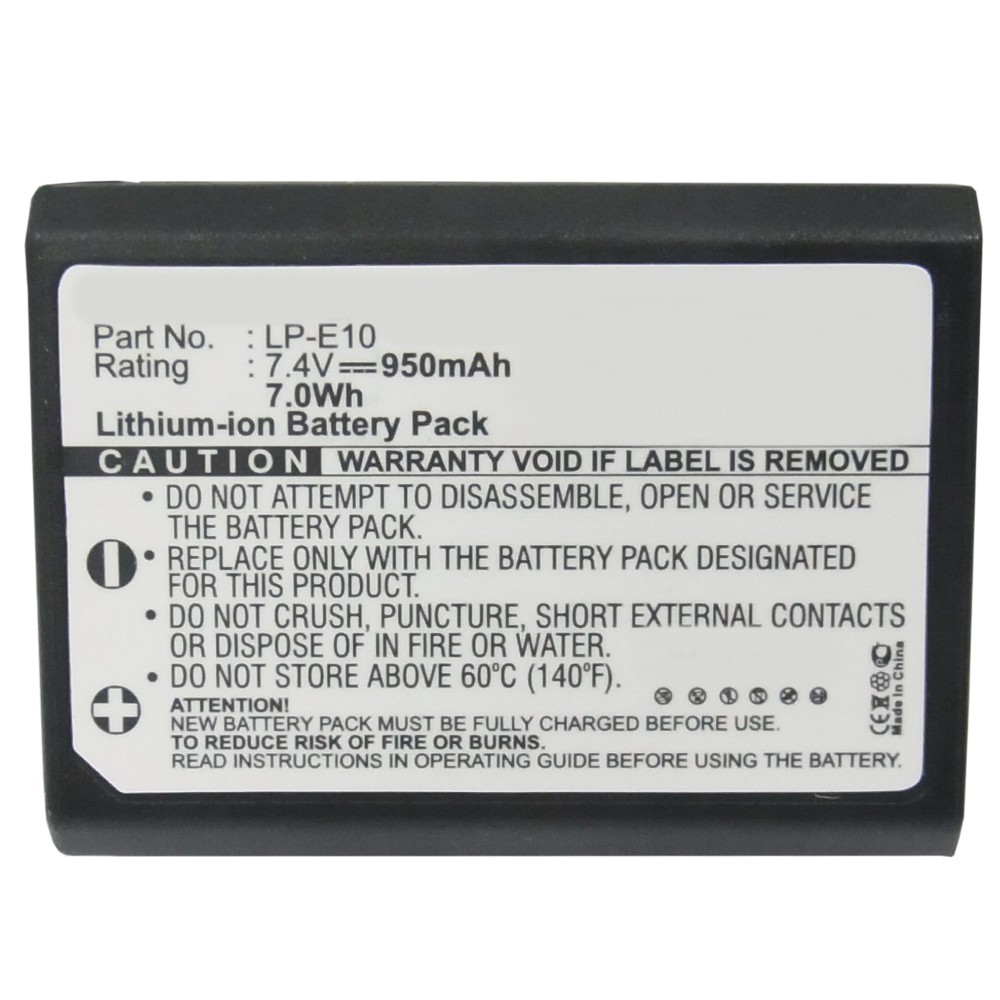 Part No. : LP-E10
Rating : 7.4V⎓950mAh
7.0Wh
Lithium-ion Battery Pack
CAUTION WARRANTY VOID IF LABEL IS REMOVED
• DO NOT ATTEMPT TO DISASSEMBLE, OPEN OR SERVICE
THE BATTERY PACK.
• REPLACE ONLY WITH THE BATTERY PACK DESIGNATED
FOR THIS PRODUCT.
• DO NOT CRUSH, PUNCTURE, SHORT EXTERNAL CONTACTS
OR DISPOSE OF IN FIRE OR WATER.
• DO NOT STORE ABOVE 60°C (140°F).
ATTENTION!
NEW BATTERY PACK MUST BE FULLY CHARGED BEFORE USE.
TO REDUCE RISK OF FIRE OR BURNS.
READ INSTRUCTIONS IN OPERATING GUIDE BEFORE USING THE BATTERY.
CE
Made in China